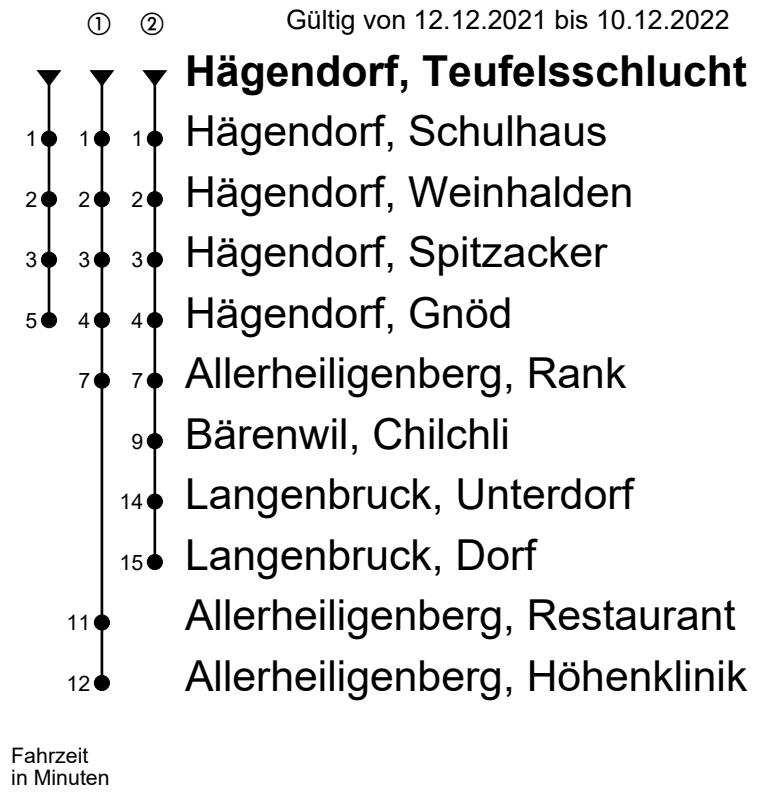 ① ② Gültig von 12.12.2021 bis 10.12.2022
Hägendorf, Teufelsschlucht
1 1 1 Hägendorf, Schulhaus
2 2 2 Hägendorf, Weinhalden
3 3 3 Hägendorf, Spitzacker
5 4 4 Hägendorf, Gnöd
7 7 Allerheiligenberg, Rank
9 Bärenwil, Chilchli
14 Langenbruck, Unterdorf
15 Langenbruck, Dorf
11 Allerheiligenberg, Restaurant
12 Allerheiligenberg, Höhenklinik
Fahrzeit
in Minuten